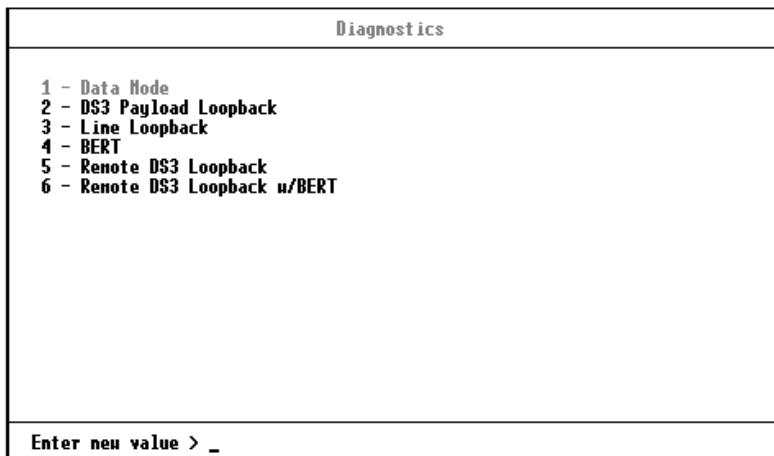 Diagnostics
1 - Data Mode
2 - DS3 Payload Loopback
3 - Line Loopback
4 - BERT
5 - Remote DS3 Loopback
6 - Remote DS3 Loopback w/BERT
Enter new value > _